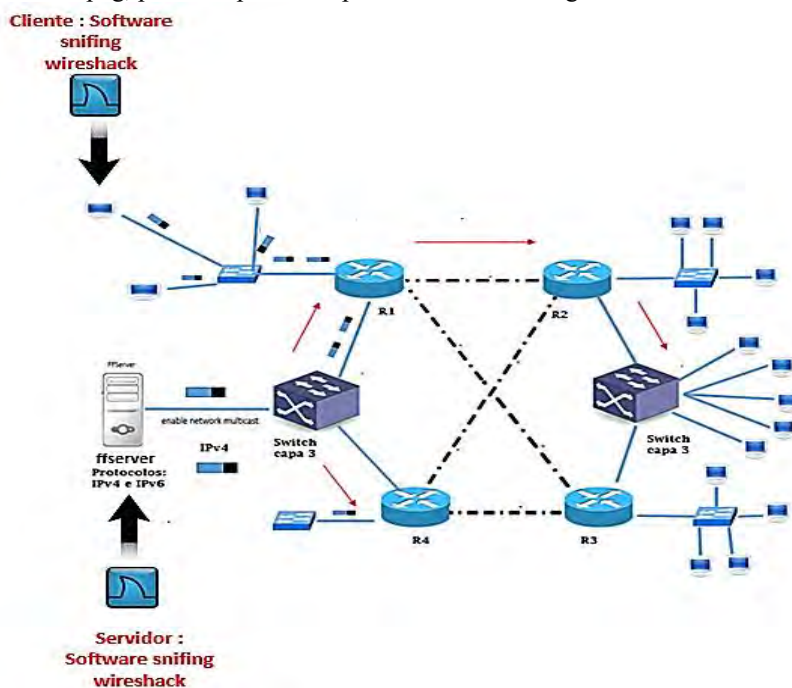 Cliente : Software
snifing
wireshack
R1
R2
ffServer
enable network multicast
IPv4
Switch
capa 3
Switch
capa 3
ffserver
Protocolos:
IPv4 e IPv6
R4
R3
Servidor :
Software snifing
wireshack